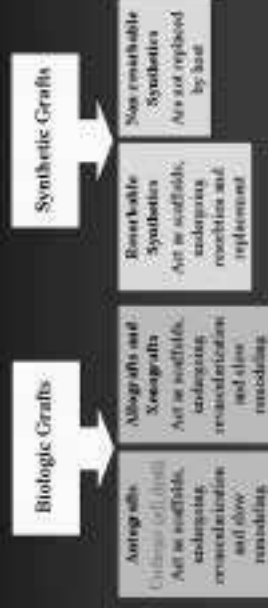 Biologic Grafts
Synthetic Grafts
Autografts
Act as scaffolds,
undergoing
revascularization
and slow
remodeling
Allografts and
Xenografts
Act as scaffolds,
undergoing
revascularization
and slow
remodeling
Resorbable
Synthetics
Act as scaffolds,
undergoing
resorbtion and
replacement
Non resorbable
Synthetics
Are not replaced
by host